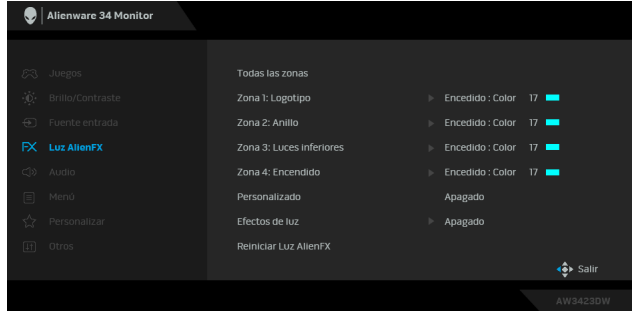 Alienware 34 Monitor
Juegos
Todas las zonas
Brillo/Contraste
Zona 1: Logotipo
Encedido : Color 17
Fuente entrada
Zona 2: Anillo
Encedido : Color 17
FX Luz AlienFX
Zona 3: Luces inferiores
Encedido : Color 17
Audio
Zona 4: Encendido
Encedido : Color 17
Menú
Personalizado
Apagado
Personalizar
Efectos de luz
Apagado
Otros
Reiniciar Luz AlienFX
Salir
AW3423DW